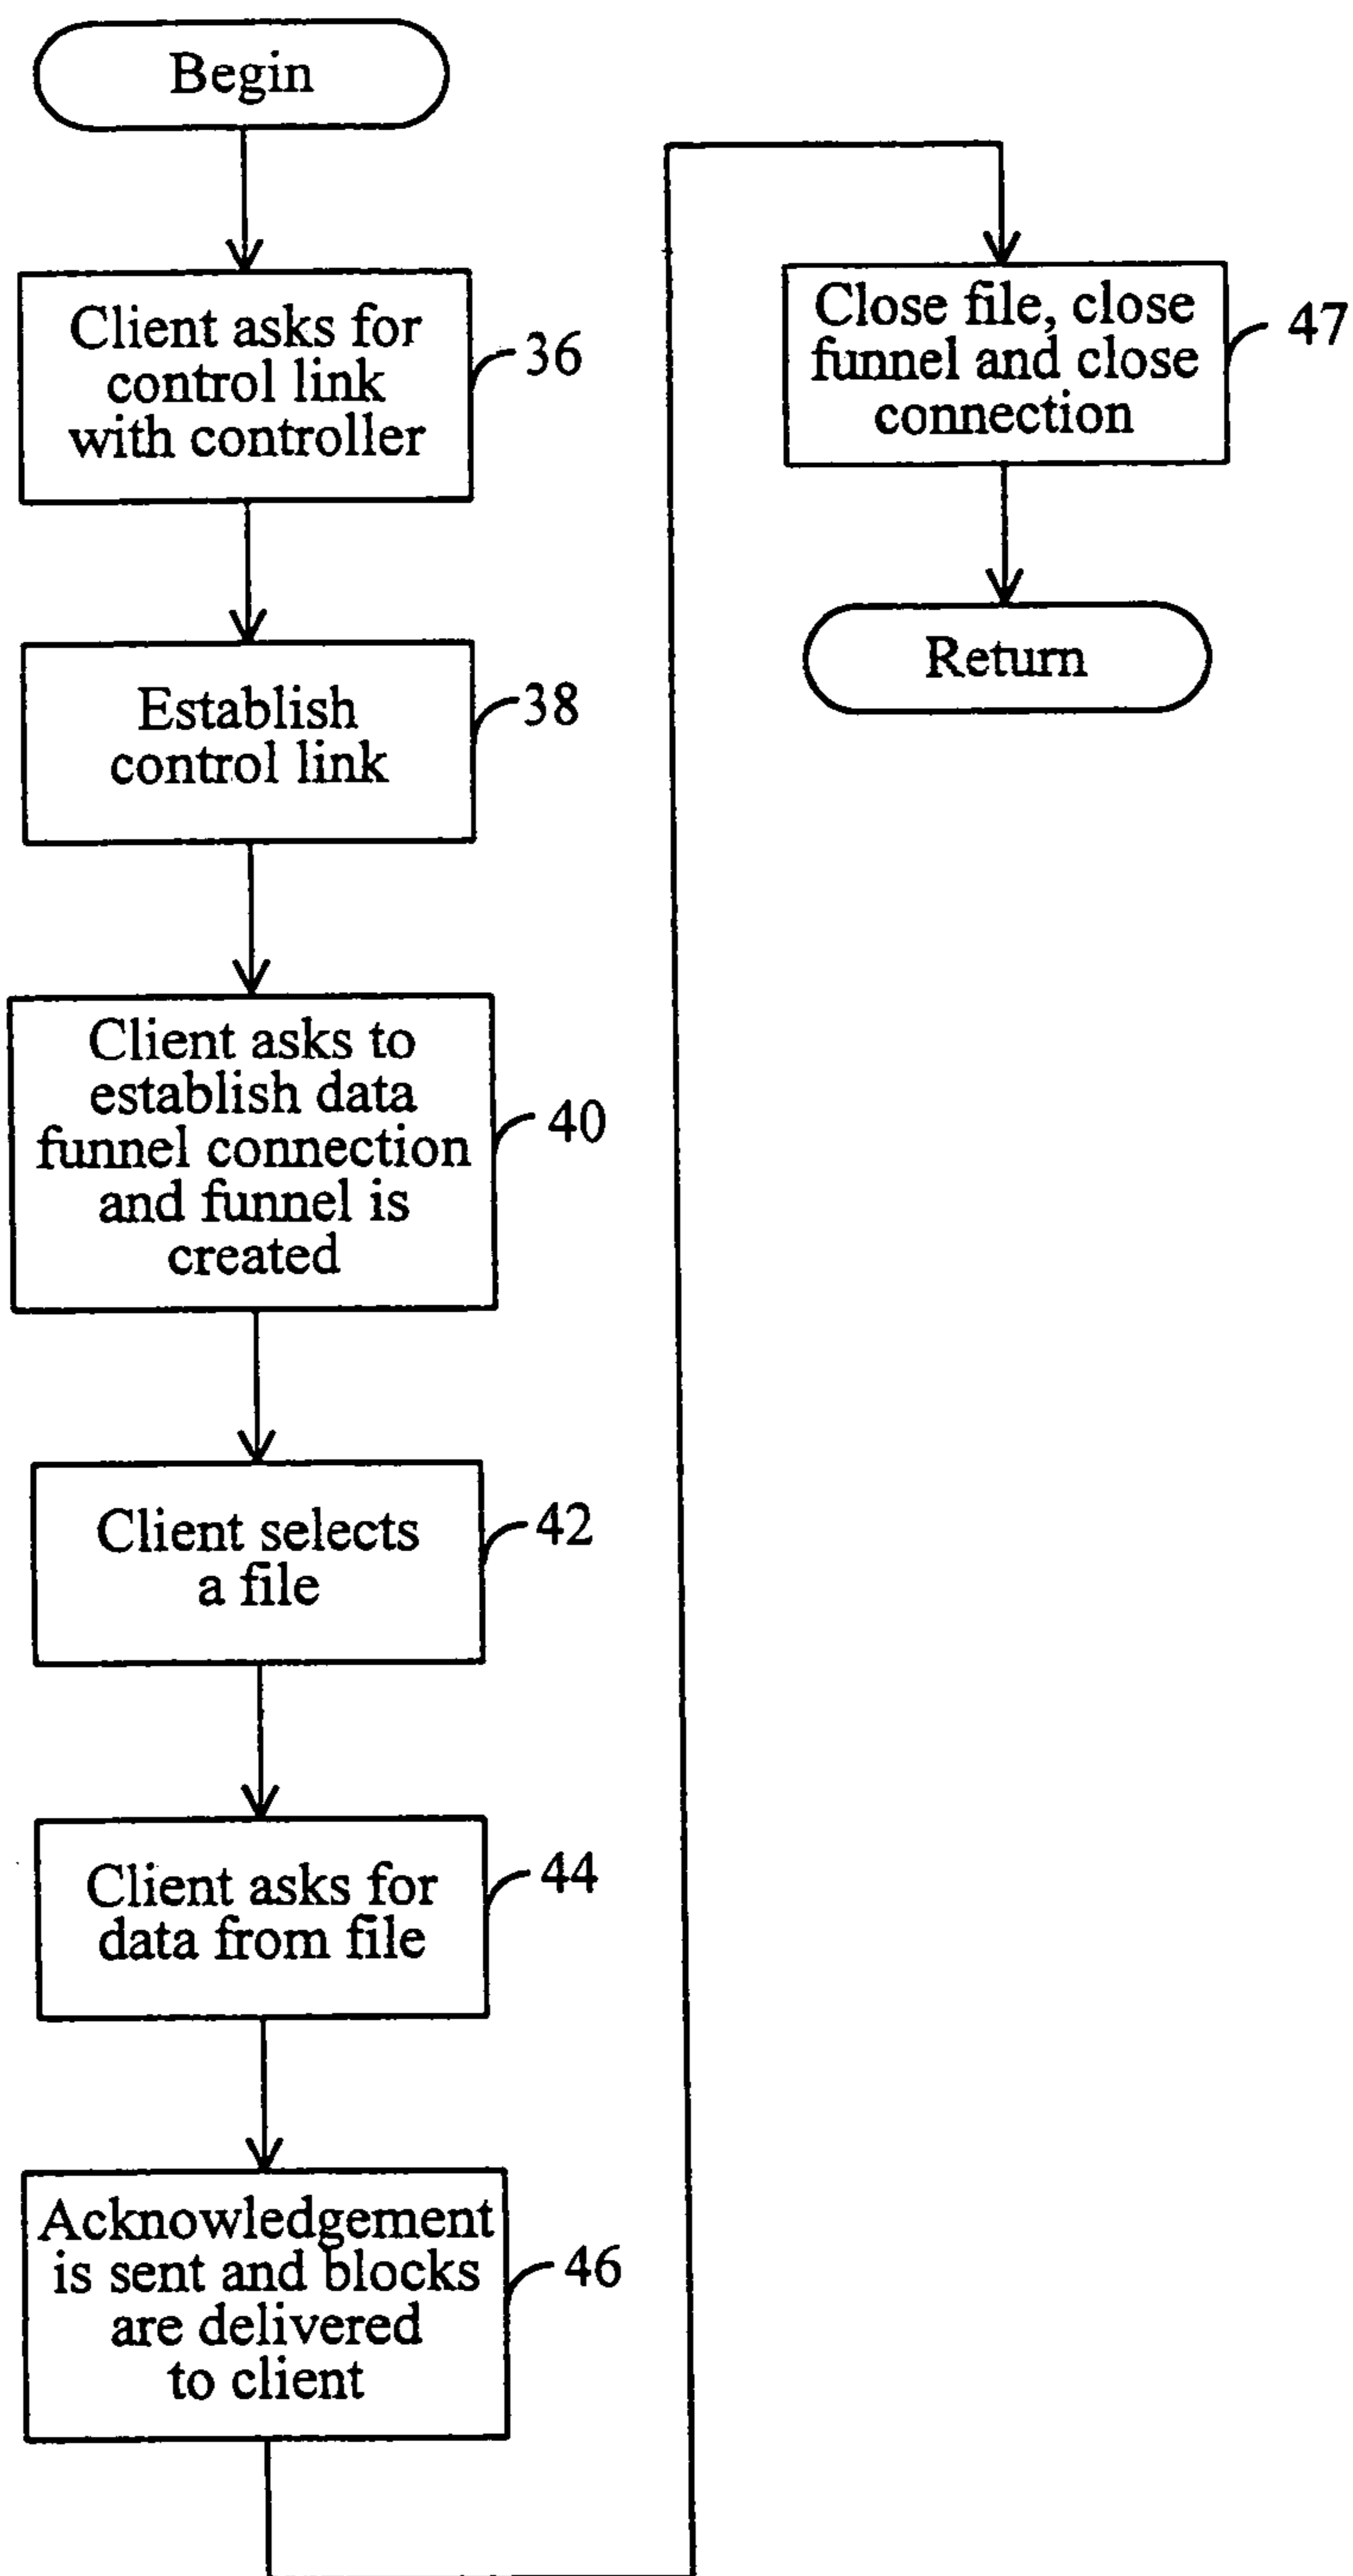 Begin
Client asks for
control link
with controller
36
Establish
control link
38
Client asks to
establish data
funnel connection
and funnel is
created
40
Client selects
a file
42
Client asks for
data from file
44
Acknowledgement
is sent and blocks
are delivered
to client
46
Close file, close
funnel and close
connection
47
Return